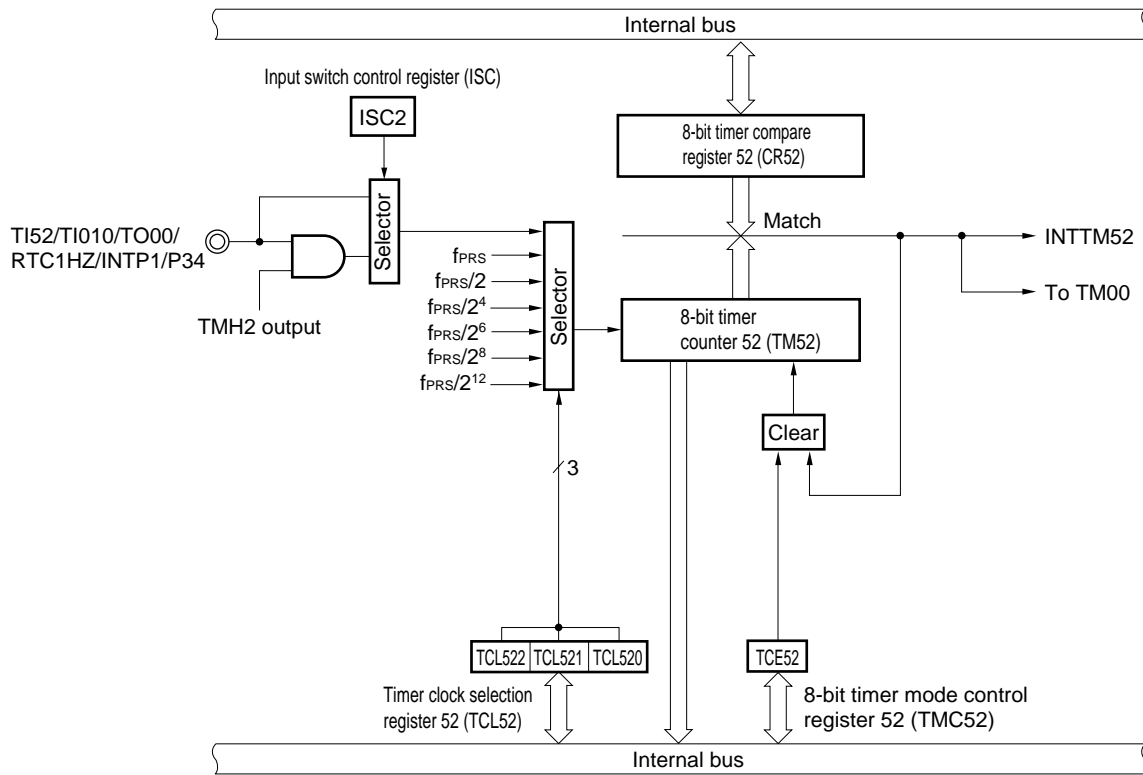 Internal bus
Input switch control register (ISC)
ISC2
8-bit timer compare
register 52 (CR52)
Selector
Match
TI52/TI010/TO00/
RTC1HZ/INTP1/P34
INTTM52
fPRS
fPRS/2
fPRS/2⁴
fPRS/2⁶
fPRS/2⁸
fPRS/2¹²
Selector
To TM00
TMH2 output
8-bit timer
counter 52 (TM52)
Clear
3
TCL522 TCL521 TCL520
TCE52
Timer clock selection
register 52 (TCL52)
8-bit timer mode control
register 52 (TMC52)
Internal bus